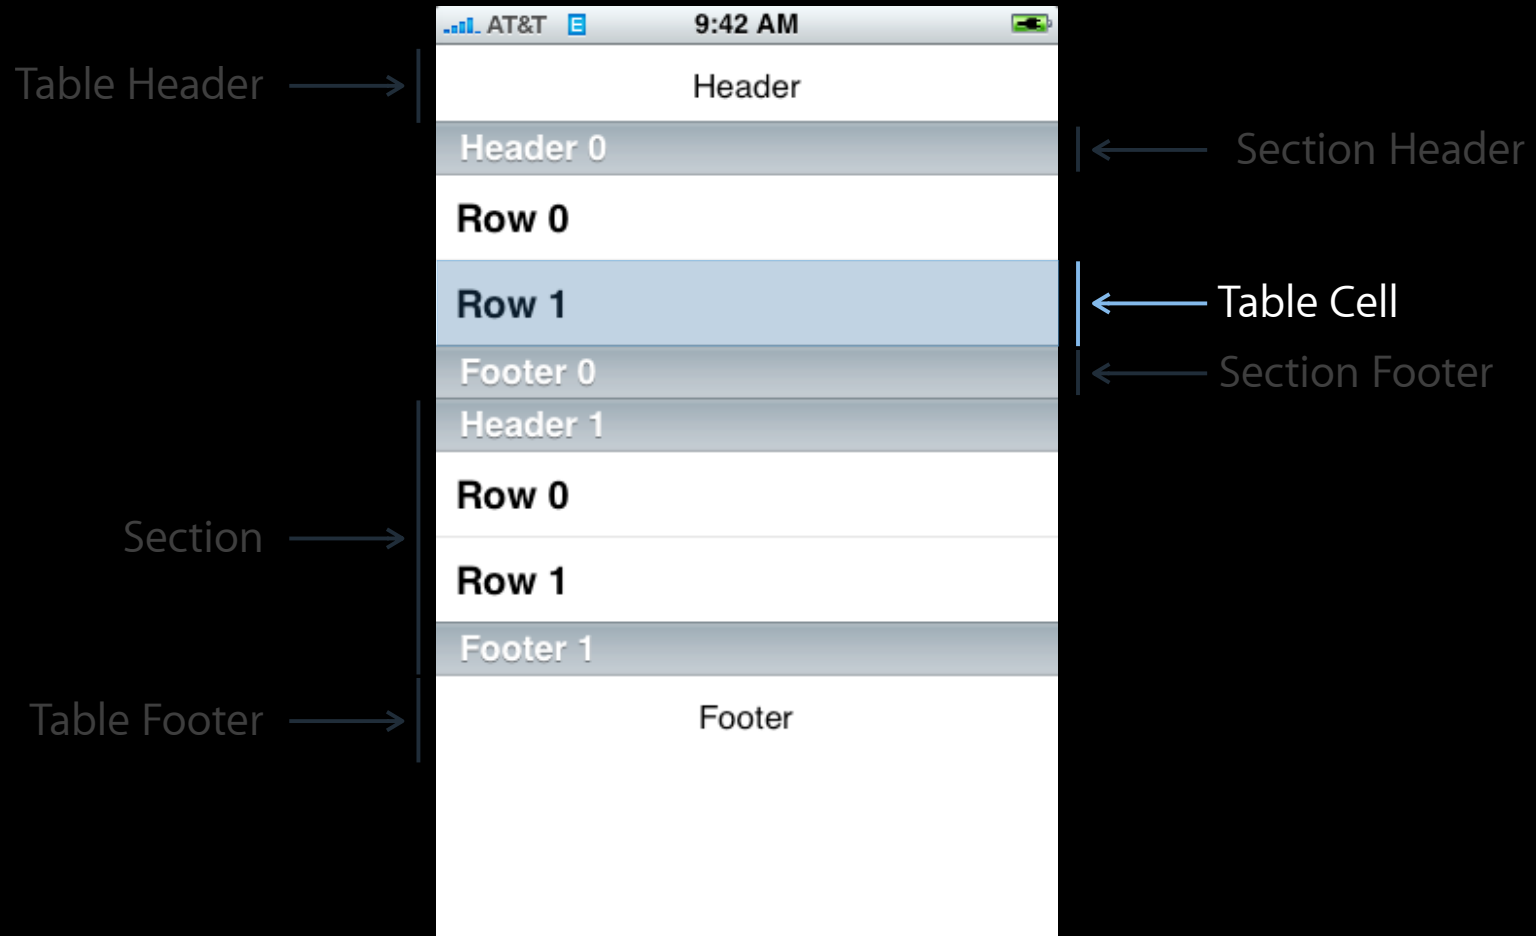 AT&T E 9:42 AM
Table Header
Header
Header 0
Section Header
Row 0
Row 1
Table Cell
Footer 0
Section Footer
Header 1
Row 0
Section
Row 1
Footer 1
Table Footer
Footer